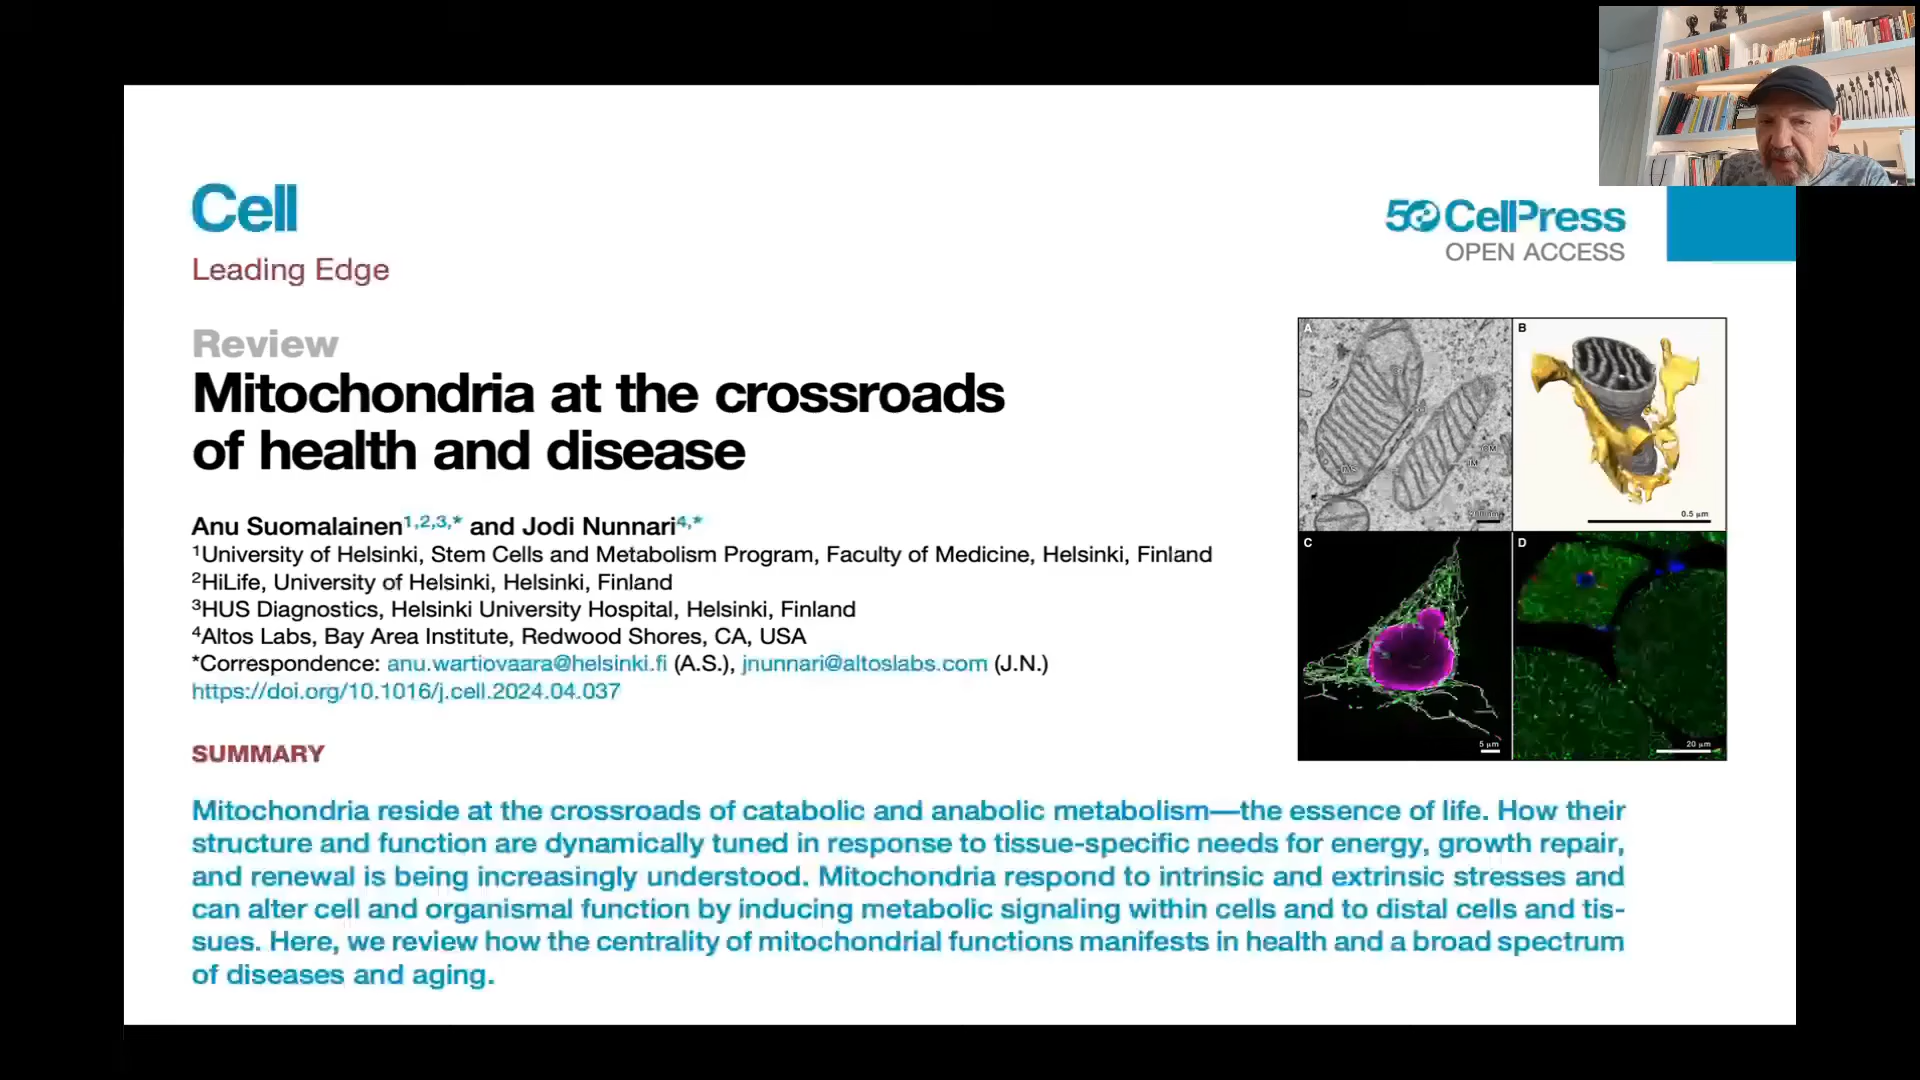 Cell
50 CellPress
OPEN ACCESS
Leading Edge
Review
Mitochondria at the crossroads
of health and disease
Anu Suomalainen1,2,3,* and Jodi Nunnari4,*
1University of Helsinki, Stem Cells and Metabolism Program, Faculty of Medicine, Helsinki, Finland
2HiLife, University of Helsinki, Helsinki, Finland
3HUS Diagnostics, Helsinki University Hospital, Helsinki, Finland
4Altos Labs, Bay Area Institute, Redwood Shores, CA, USA
*Correspondence: anu.wartiovaara@helsinki.fi (A.S.), jnunnari@altoslabs.com (J.N.)
https://doi.org/10.1016/j.cell.2024.04.037
A
B
OM
IM
0.5 µm
C
D
5 µm
20 µm
SUMMARY
Mitochondria reside at the crossroads of catabolic and anabolic metabolism—the essence of life. How their
structure and function are dynamically tuned in response to tissue-specific needs for energy, growth repair,
and renewal is being increasingly understood. Mitochondria respond to intrinsic and extrinsic stresses and
can alter cell and organismal function by inducing metabolic signaling within cells and to distal cells and tis-
sues. Here, we review how the centrality of mitochondrial functions manifests in health and a broad spectrum
of diseases and aging.